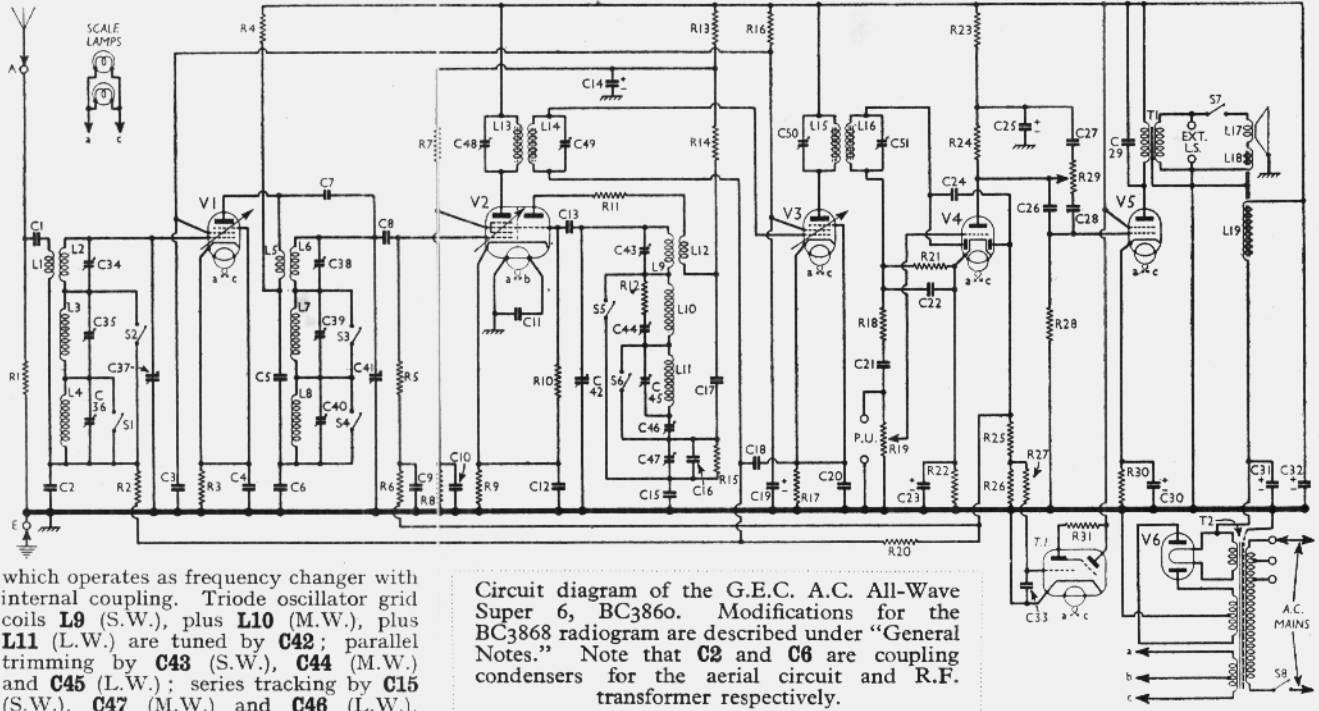 SCALE
LAMPS
A
a
c
R4
R13
R16
R23
C14
+
-
S7
T1
L17
EXT.
L.S.
L18
C25
+
-
C27
C
29
R7
C48
L13
L14
C49
R14
C50
L15
L16
C51
R24
R29
C7
V1
C8
V2
R11
C13
V3
C24
V4
C26
C28
V5
L19
C1
L1
L2
C34
L5
L6
C38
C43
L9
L12
R21
C22
a c
a b
a c
a c
a c
L3
C35
S2
L7
C39
S3
C11
R12
S5
L10
C44
R18
R28
R1
C37
C5
C41
R5
R10
C
42
S6
C
45
L11
C17
C21
L4
C
36
S1
L8
C40
S4
C46
P.U.
R19
R25
R27
C2
R2
C3
R3
C4
C6
R6
C9
R8
C10
R9
C12
C47
C15
C16
R15
C18
C19
+
-
R17
C20
C23
+
-
R22
R26
R30
+
-
C30
C31
+
-
C32
+
-
E
R20
T.I.
R31
V6
T2
C33
a c
A.C.
MAINS
a
b
c
S8
which operates as frequency changer with
internal coupling. Triode oscillator grid
coils L9 (S.W.), plus L10 (M.W.), plus
L11 (L.W.) are tuned by C42; parallel
trimming by C43 (S.W.), C44 (M.W.)
and C45 (L.W.); series tracking by C15
(S.W.), C47 (M.W.) and C46 (L.W.).
Circuit diagram of the G.E.C. A.C. All-Wave
Super 6, BC3860. Modifications for the
BC3868 radiogram are described under "General
Notes." Note that C2 and C6 are coupling
condensers for the aerial circuit and R.F.
transformer respectively.